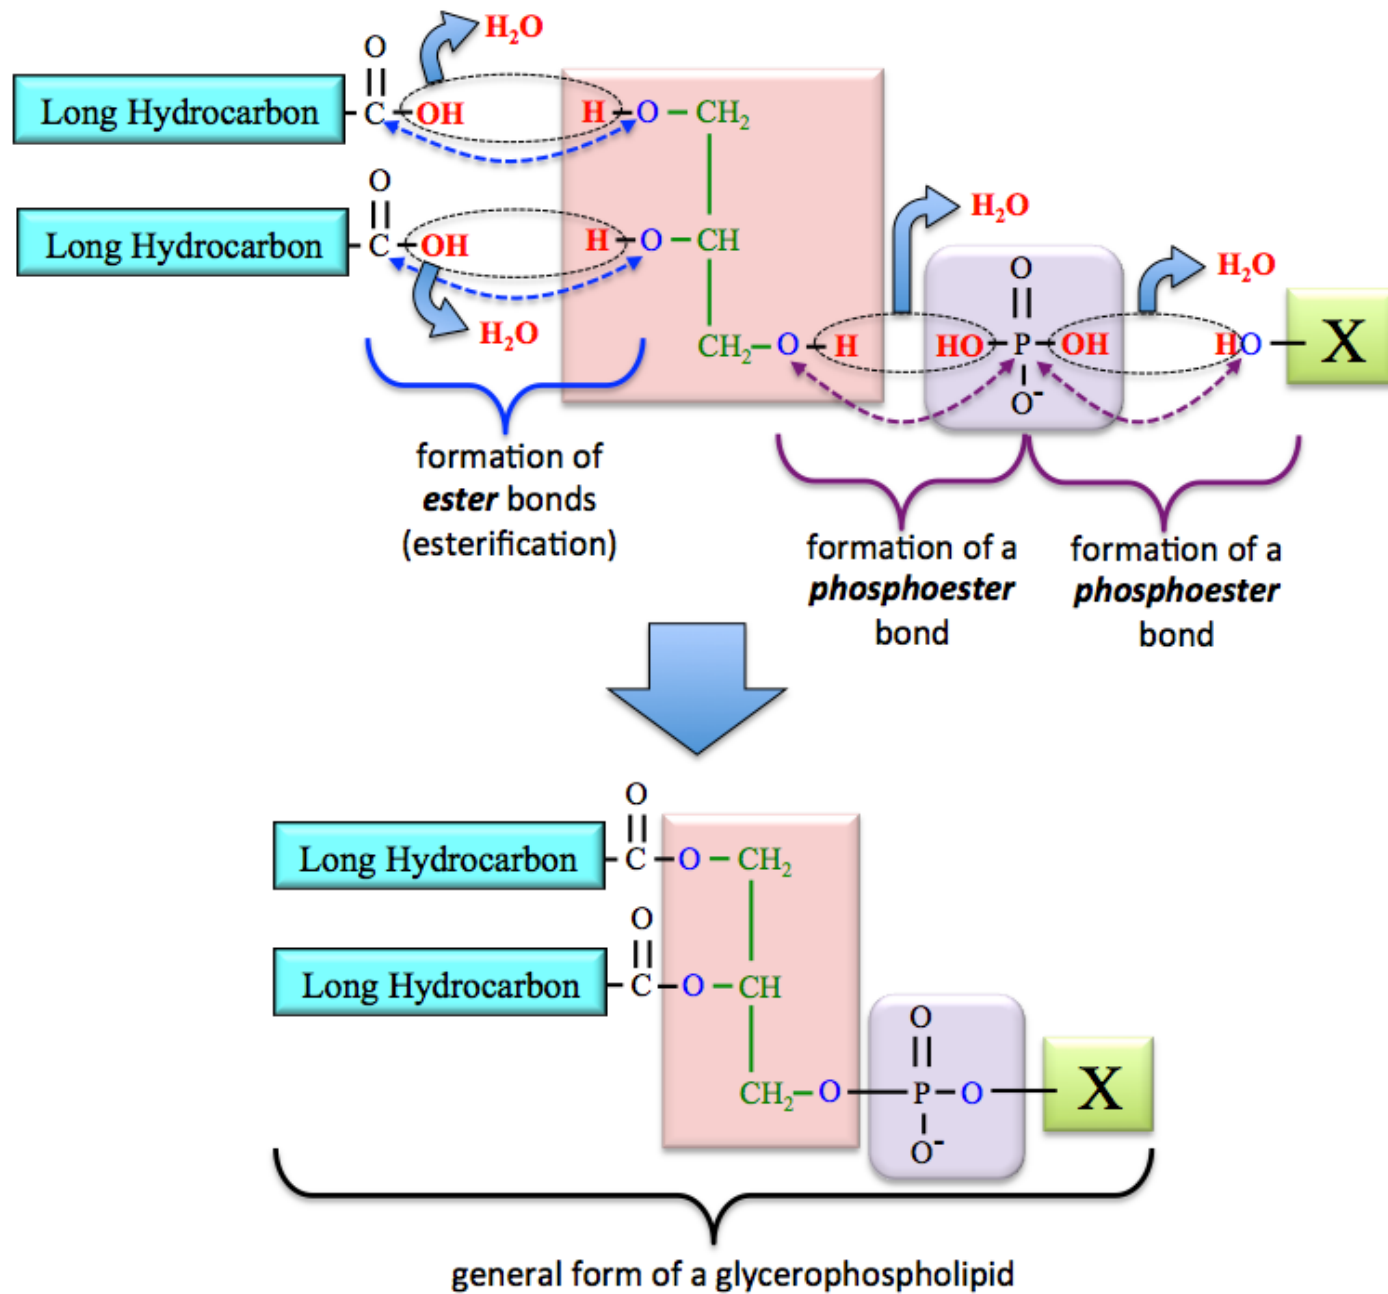 H₂O
O
Long Hydrocarbon C OH H O CH₂
O
Long Hydrocarbon C OH H O CH
H₂O
H₂O
H₂O
O
CH₂ O H HO P OH HO X
O⁻
formation of
ester bonds
(esterification)
formation of a
phosphoester
bond
formation of a
phosphoester
bond
O
Long Hydrocarbon C O CH₂
O
Long Hydrocarbon C O CH
O
CH₂ O P O X
O⁻
general form of a glycerophospholipid